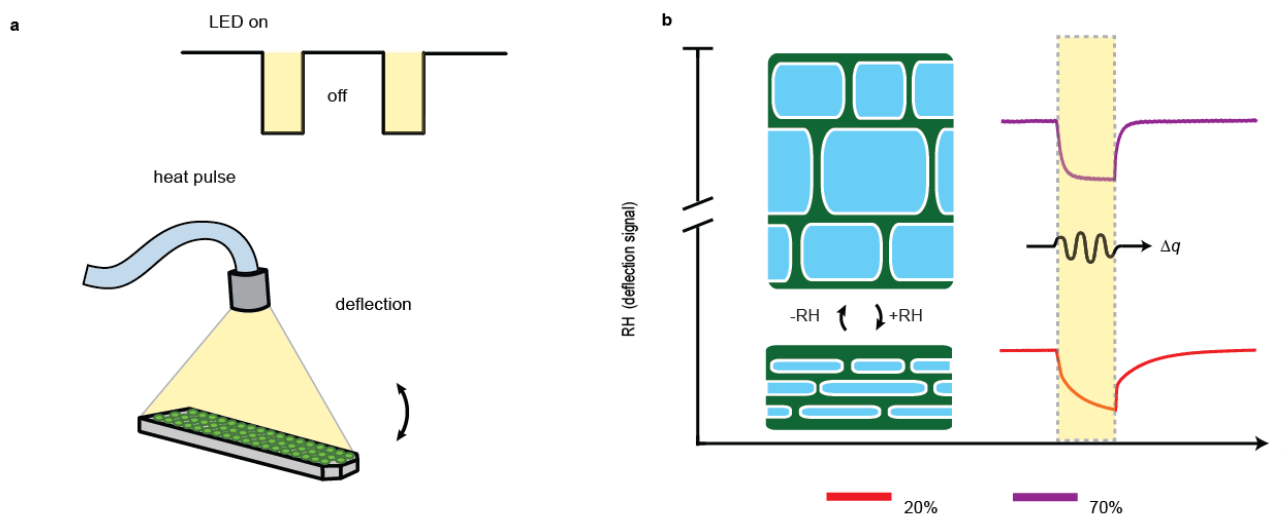 a
LED on
off
heat pulse
deflection
b
RH (deflection signal)
-RH
+RH
Δq
20%
70%